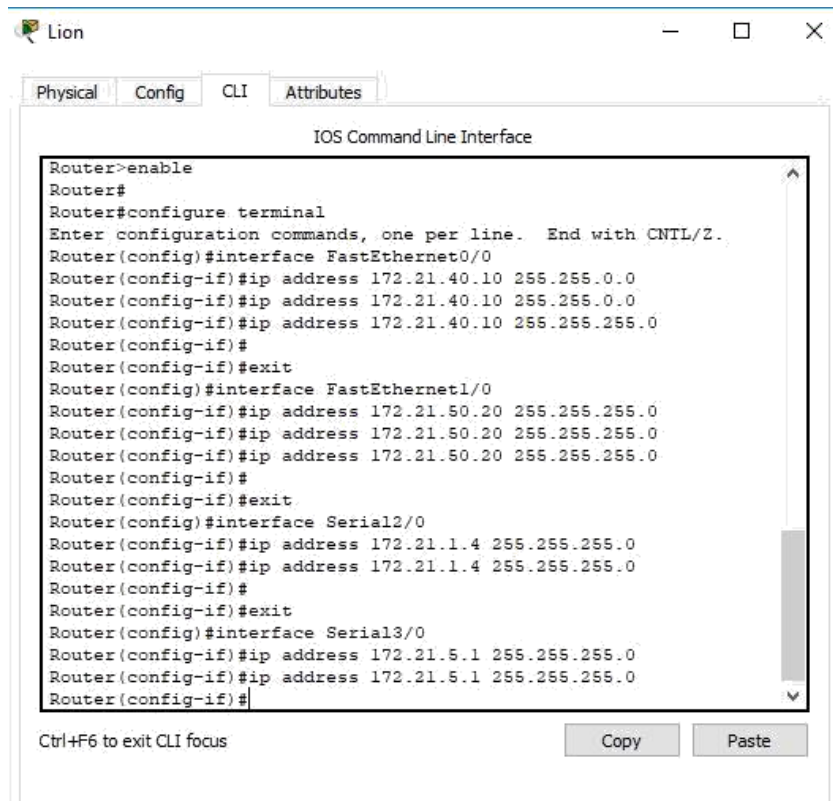 Lion
Physical Config CLI Attributes
IOS Command Line Interface
Router>enable
Router#
Router#configure terminal
Enter configuration commands, one per line.  End with CNTL/Z.
Router(config)#interface FastEthernet0/0
Router(config-if)#ip address 172.21.40.10 255.255.0.0
Router(config-if)#ip address 172.21.40.10 255.255.0.0
Router(config-if)#ip address 172.21.40.10 255.255.255.0
Router(config-if)#
Router(config-if)#exit
Router(config)#interface FastEthernet1/0
Router(config-if)#ip address 172.21.50.20 255.255.255.0
Router(config-if)#ip address 172.21.50.20 255.255.255.0
Router(config-if)#ip address 172.21.50.20 255.255.255.0
Router(config-if)#
Router(config-if)#exit
Router(config)#interface Serial2/0
Router(config-if)#ip address 172.21.1.4 255.255.255.0
Router(config-if)#ip address 172.21.1.4 255.255.255.0
Router(config-if)#
Router(config-if)#exit
Router(config)#interface Serial3/0
Router(config-if)#ip address 172.21.5.1 255.255.255.0
Router(config-if)#ip address 172.21.5.1 255.255.255.0
Router(config-if)#
Ctrl+F6 to exit CLI focus Copy Paste